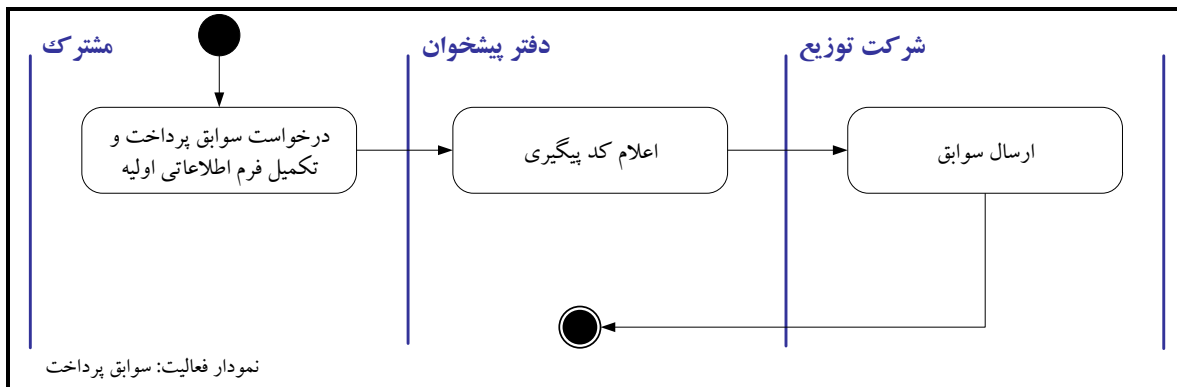 مشترك
دفتر پیشخوان
شرکت توزیع
درخواست سوابق پرداخت و
تکمیل فرم اطلاعاتی اولیه
اعلام کد پیگیری
ارسال سوابق
نمودار فعالیت: سوابق پرداخت